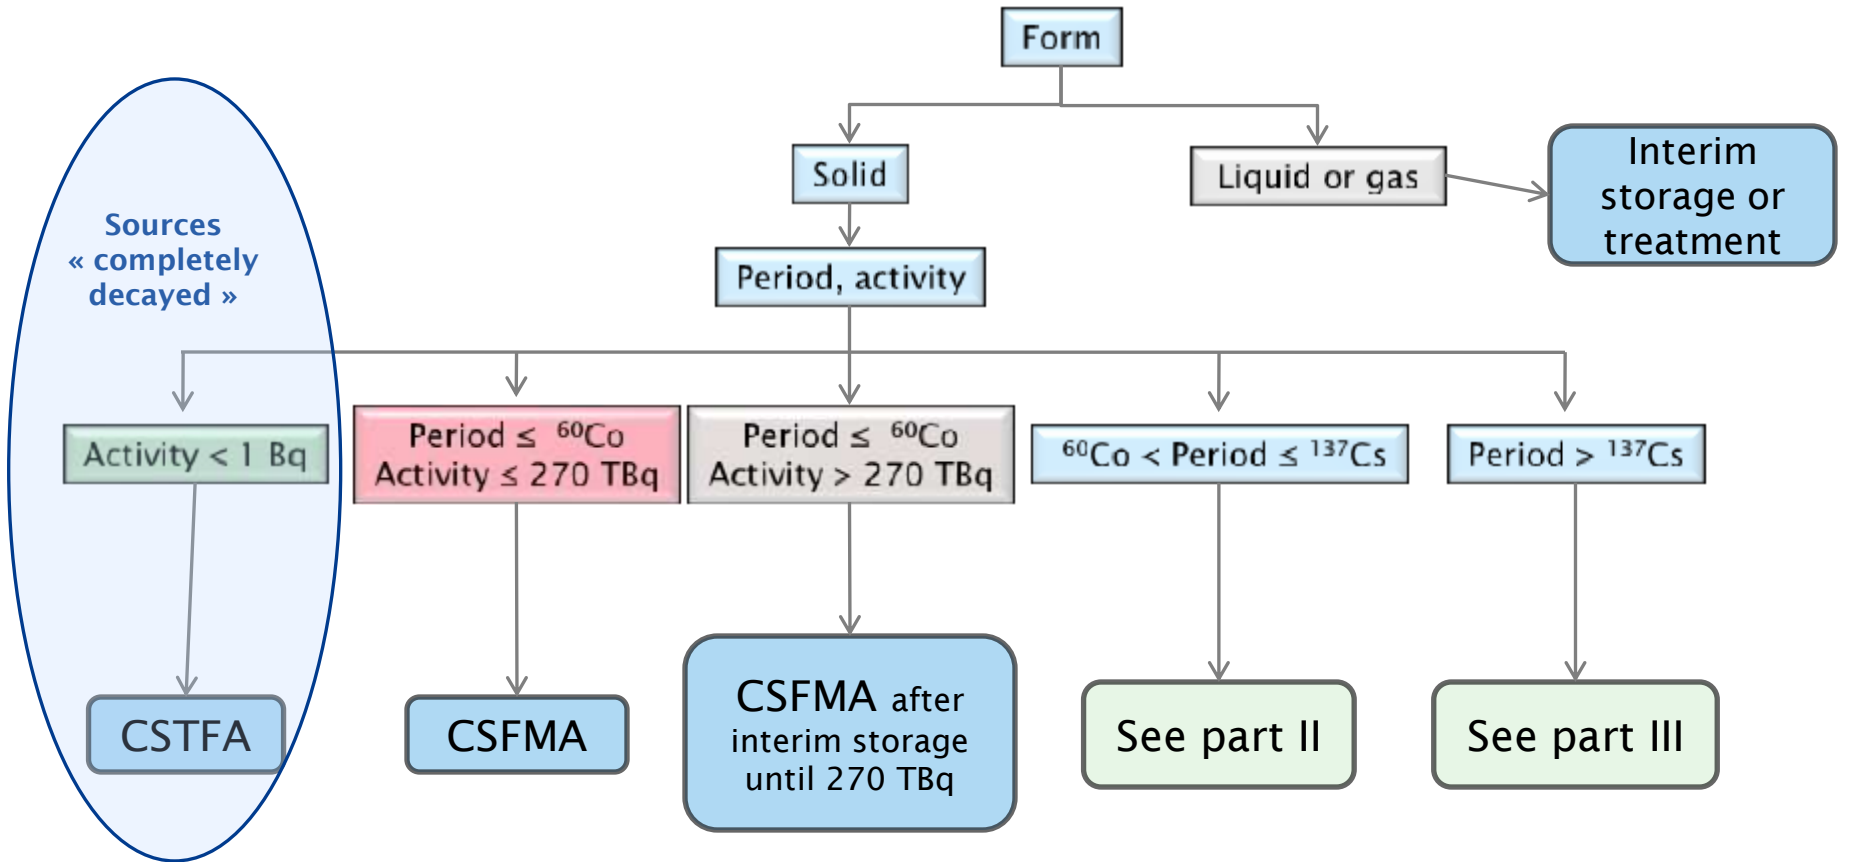 Form
Solid
Liquid or gas
Interim
storage or
treatment
Sources
« completely
decayed »
Period, activity
Activity < 1 Bq
Period ≤ ⁶⁰Co
Activity ≤ 270 TBq
Period ≤ ⁶⁰Co
Activity > 270 TBq
⁶⁰Co < Period ≤ ¹³⁷Cs
Period > ¹³⁷Cs
CSTFA
CSFMA
CSFMA after
interim storage
until 270 TBq
See part II
See part III